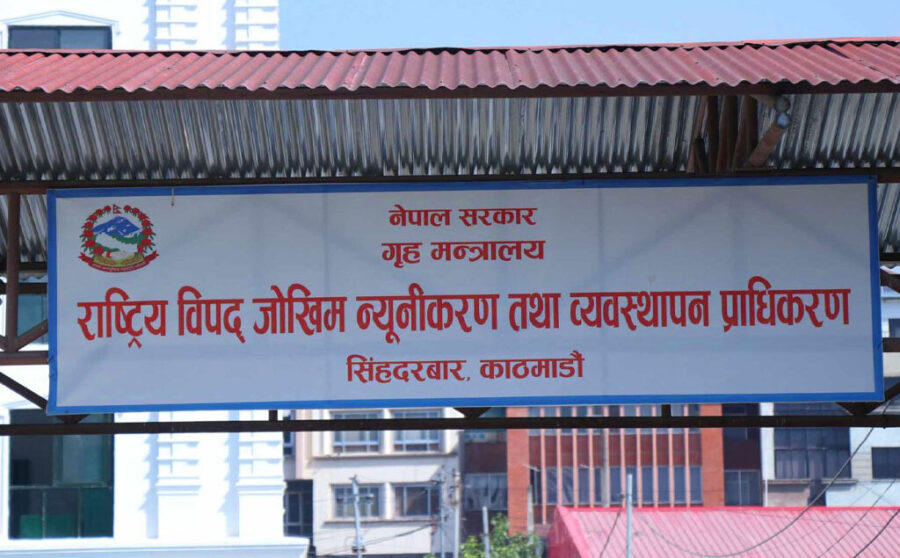 नेपाल सरकार
गृह मन्त्रालय
राष्ट्रिय विपद् जोखिम न्यूनीकरण तथा व्यवस्थापन प्राधिकरण
सिंहदरबार, काठमाडौं